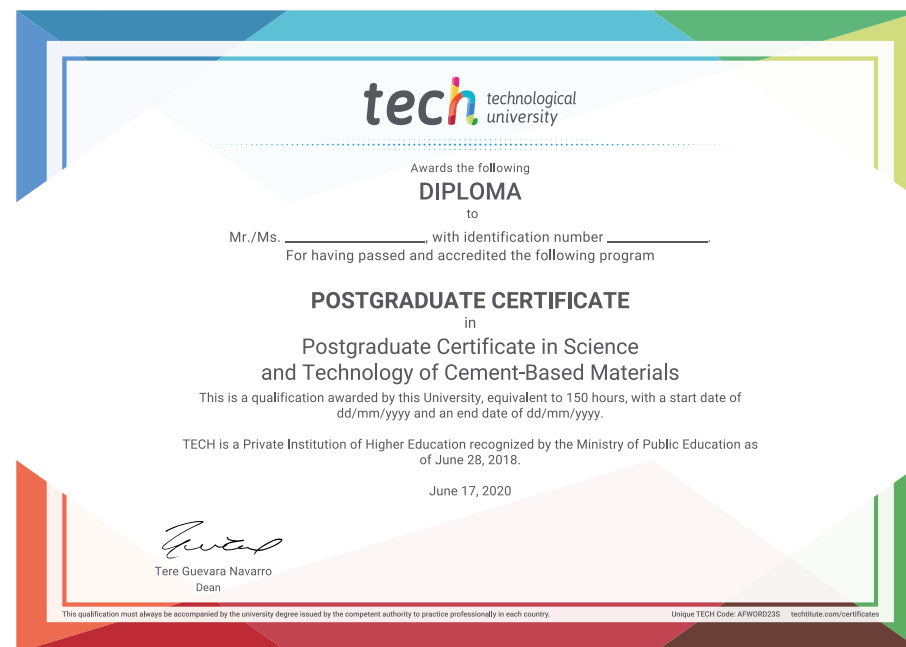 tech technological
university
Awards the following
DIPLOMA
to
Mr./Ms. ____________________, with identification number ______________.
For having passed and accredited the following program
POSTGRADUATE CERTIFICATE
in
Postgraduate Certificate in Science
and Technology of Cement-Based Materials
This is a qualification awarded by this University, equivalent to 150 hours, with a start date of
dd/mm/yyyy and an end date of dd/mm/yyyy.
TECH is a Private Institution of Higher Education recognized by the Ministry of Public Education as
of June 28, 2018.
June 17, 2020
Tere Guevara Navarro
Dean
This qualification must always be accompanied by the university degree issued by the competent authority to practice professionally in each country.
Unique TECH Code: AFWORD23S techtitute.com/certificates